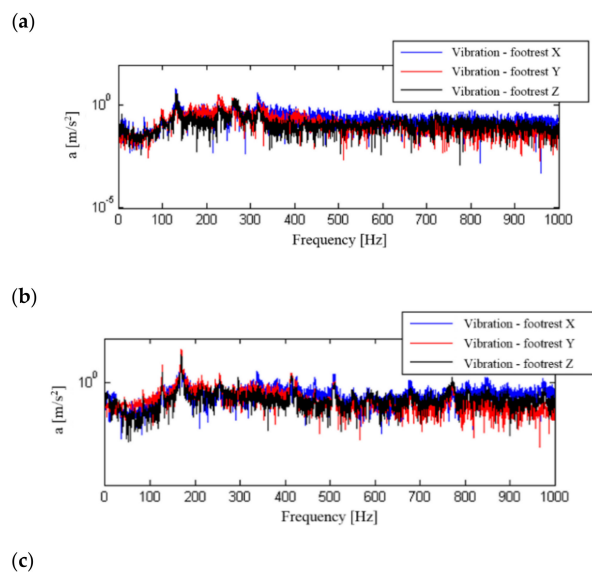 (a)
Vibration - footrest X
Vibration - footrest Y
Vibration - footrest Z
10⁰
a [m/s²]
10⁻⁵
0 100 200 300 400 500 600 700 800 900 1000
Frequency [Hz]
(b)
Vibration - footrest X
Vibration - footrest Y
Vibration - footrest Z
10⁰
a [m/s²]
0 100 200 300 400 500 600 700 800 900 1000
Frequency [Hz]
(c)